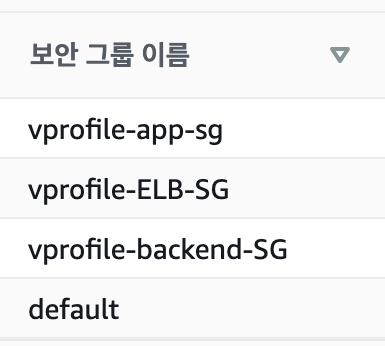 보안 그룹 이름
vprofile-app-sg
vprofile-ELB-SG
vprofile-backend-SG
default